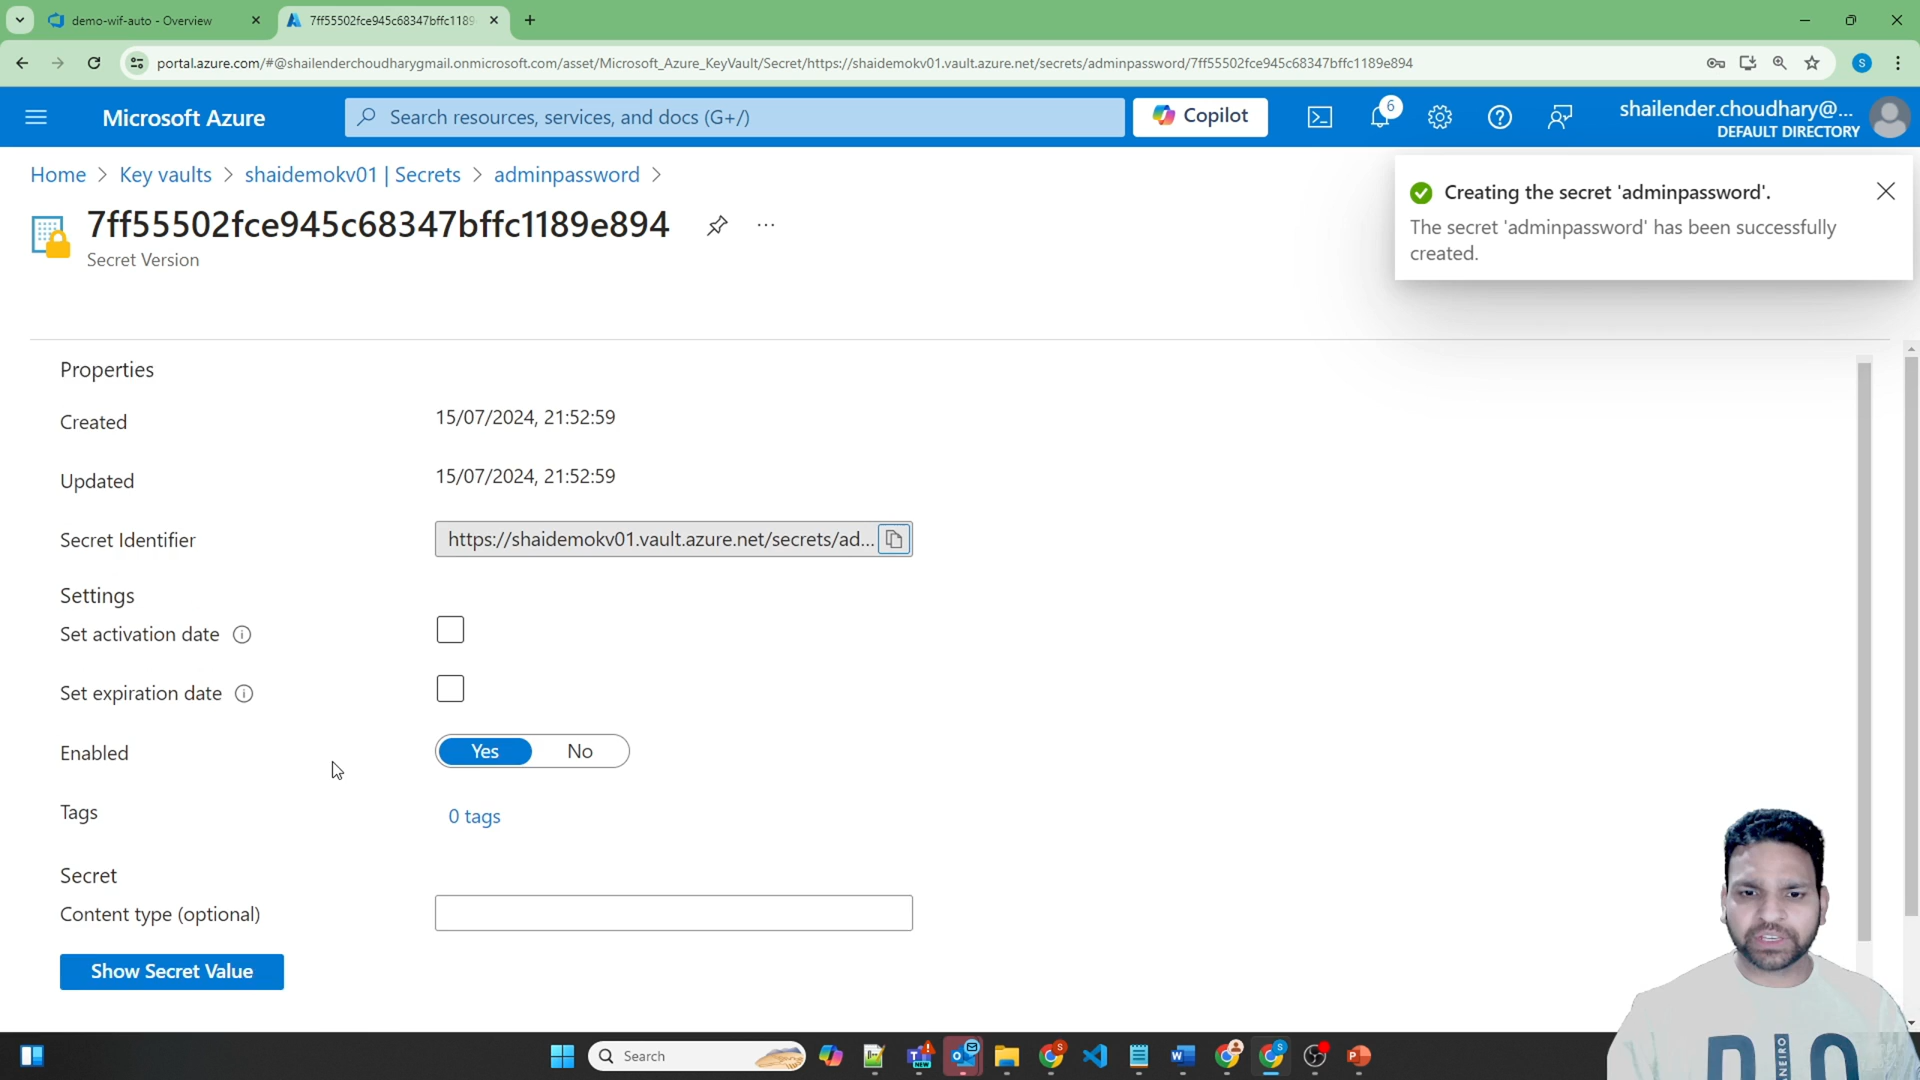 demo-wif-auto - Overview
7ff55502fce945c68347bffc1189
portal.azure.com/#@shailenderchoudharygmail.onmicrosoft.com/asset/Microsoft_Azure_KeyVault/Secret/https://shaidemokv01.vault.azure.net/secrets/adminpassword/7ff55502fce945c68347bffc1189e894
S
Microsoft Azure
Search resources, services, and docs (G+/)
Copilot
6
shailender.choudhary@...
DEFAULT DIRECTORY
Home > Key vaults > shaidemokv01 | Secrets > adminpassword >
7ff55502fce945c68347bffc1189e894
...
Secret Version
Creating the secret 'adminpassword'.
The secret 'adminpassword' has been successfully
created.
Properties
Created
15/07/2024, 21:52:59
Updated
15/07/2024, 21:52:59
Secret Identifier
https://shaidemokv01.vault.azure.net/secrets/ad...
Settings
Set activation date
Set expiration date
Enabled
Yes
No
Tags
0 tags
Secret
Content type (optional)
Show Secret Value
Search
NEW